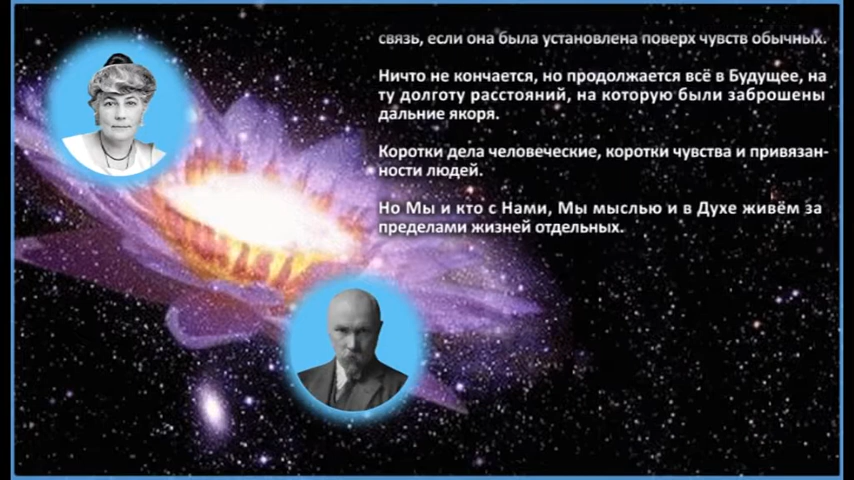 связь, если она была установлена поверх чувств обычных.
Ничто не кончается, но продолжается всё в Будущее, на
ту долготу расстояний, на которую были заброшены
дальние якоря.
Коротки дела человеческие, коротки чувства и привязан-
ности людей.
Но Мы и кто с Нами, Мы мыслью и в Духе живём за
пределами жизней отдельных.